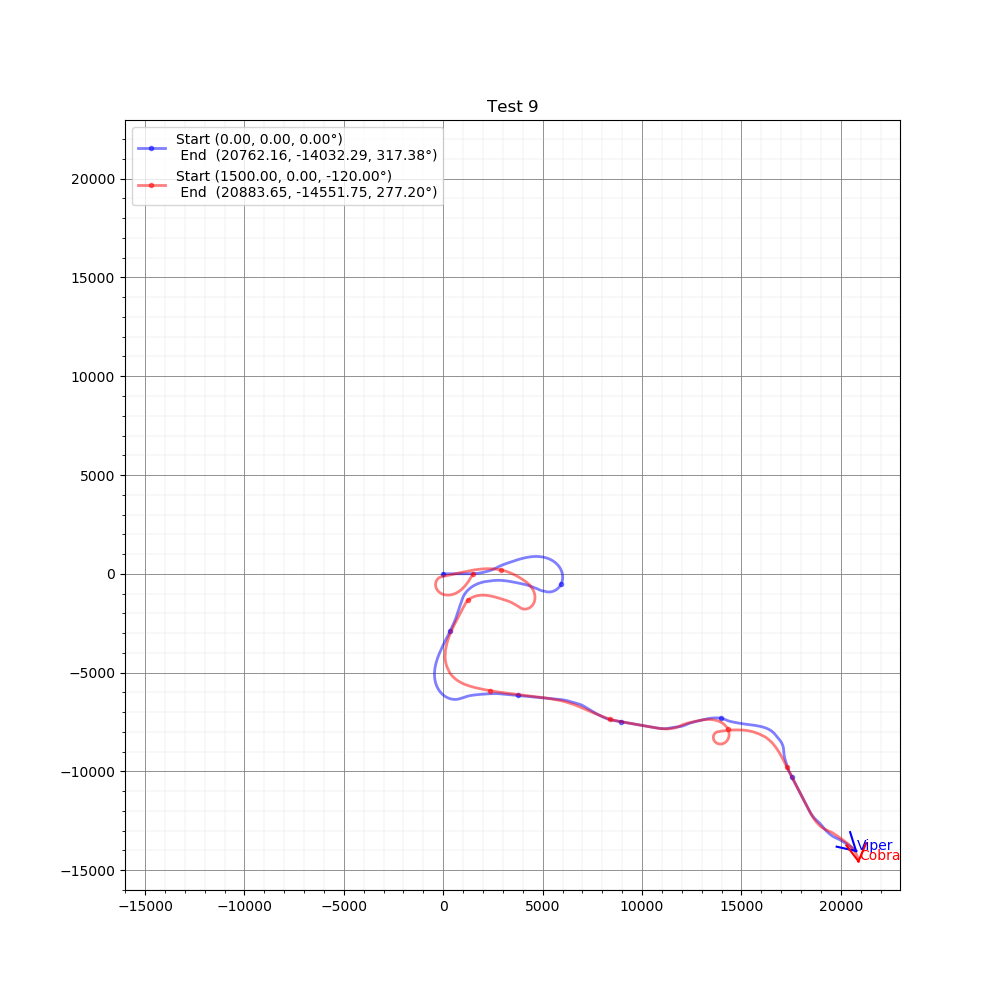 Test 9
Start (0.00, 0.00, 0.00°)
End  (20762.16, -14032.29, 317.38°)
Start (1500.00, 0.00, -120.00°)
End  (20883.65, -14551.75, 277.20°)
20000
15000
10000
5000
0
−5000
−10000
−15000
Viper
Cobra
−15000 −10000 −5000 0 5000 10000 15000 20000